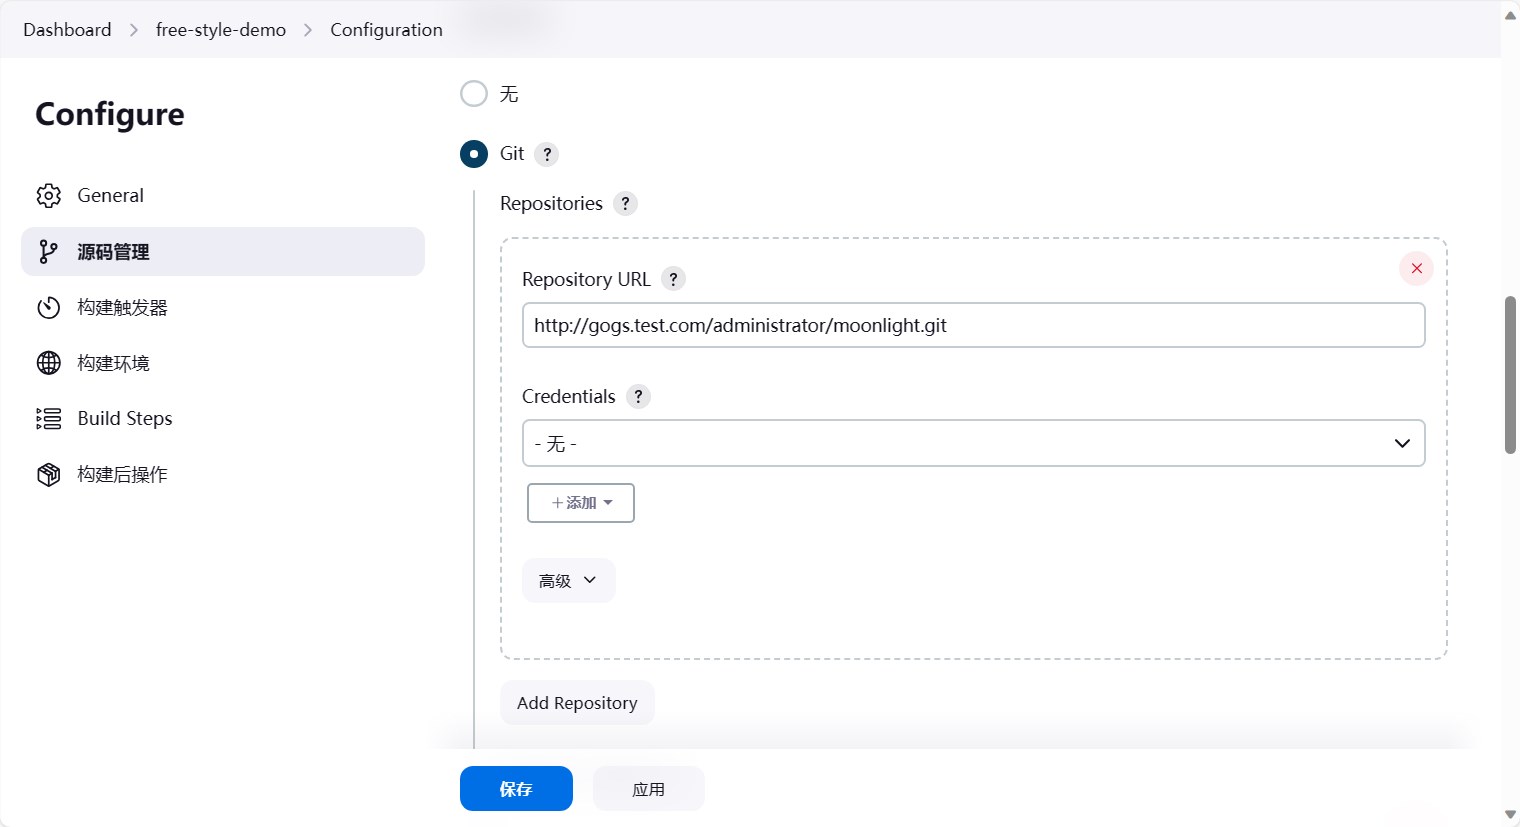 Dashboard > free-style-demo > Configuration
Configure
General
源码管理
构建触发器
构建环境
Build Steps
构建后操作
无
Git ?
Repositories ?
Repository URL ?
http://gogs.test.com/administrator/moonlight.git
Credentials ?
- 无 -
+添加
高级
Add Repository
保存
应用